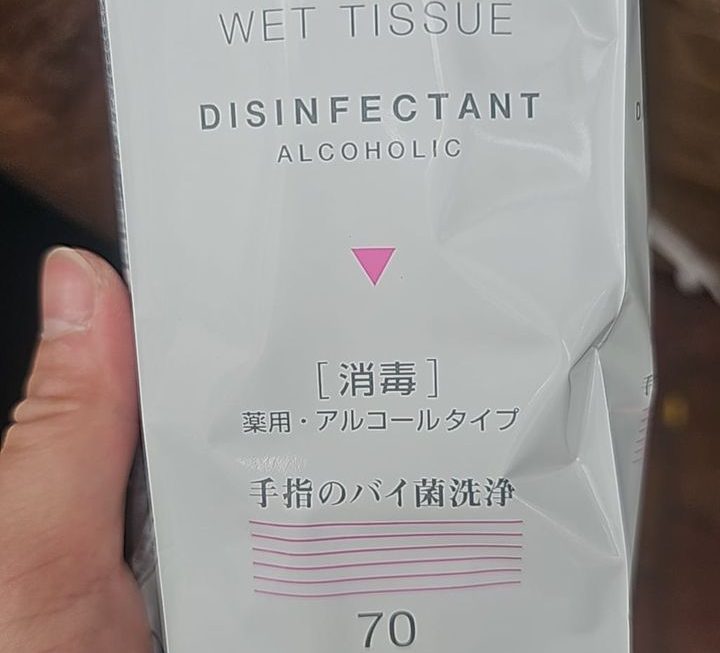 WET TISSUE
DISINFECTANT
ALCOHOLIC
[消毒]
薬用・アルコールタイプ
手指のバイ菌洗浄
70